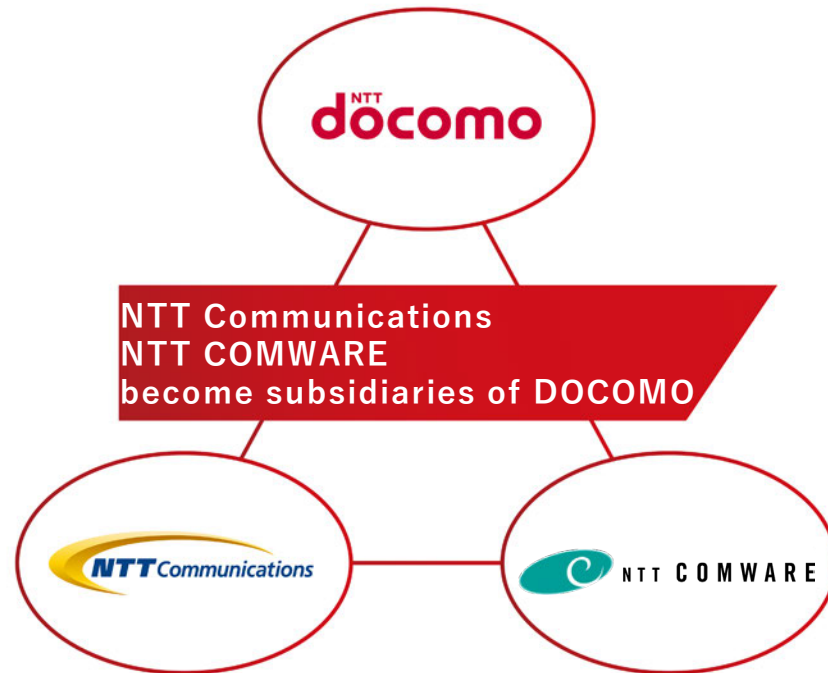 NTT
docomo
NTT Communications
NTT COMWARE
become subsidiaries of DOCOMO
NTT Communications
NTT COMWARE